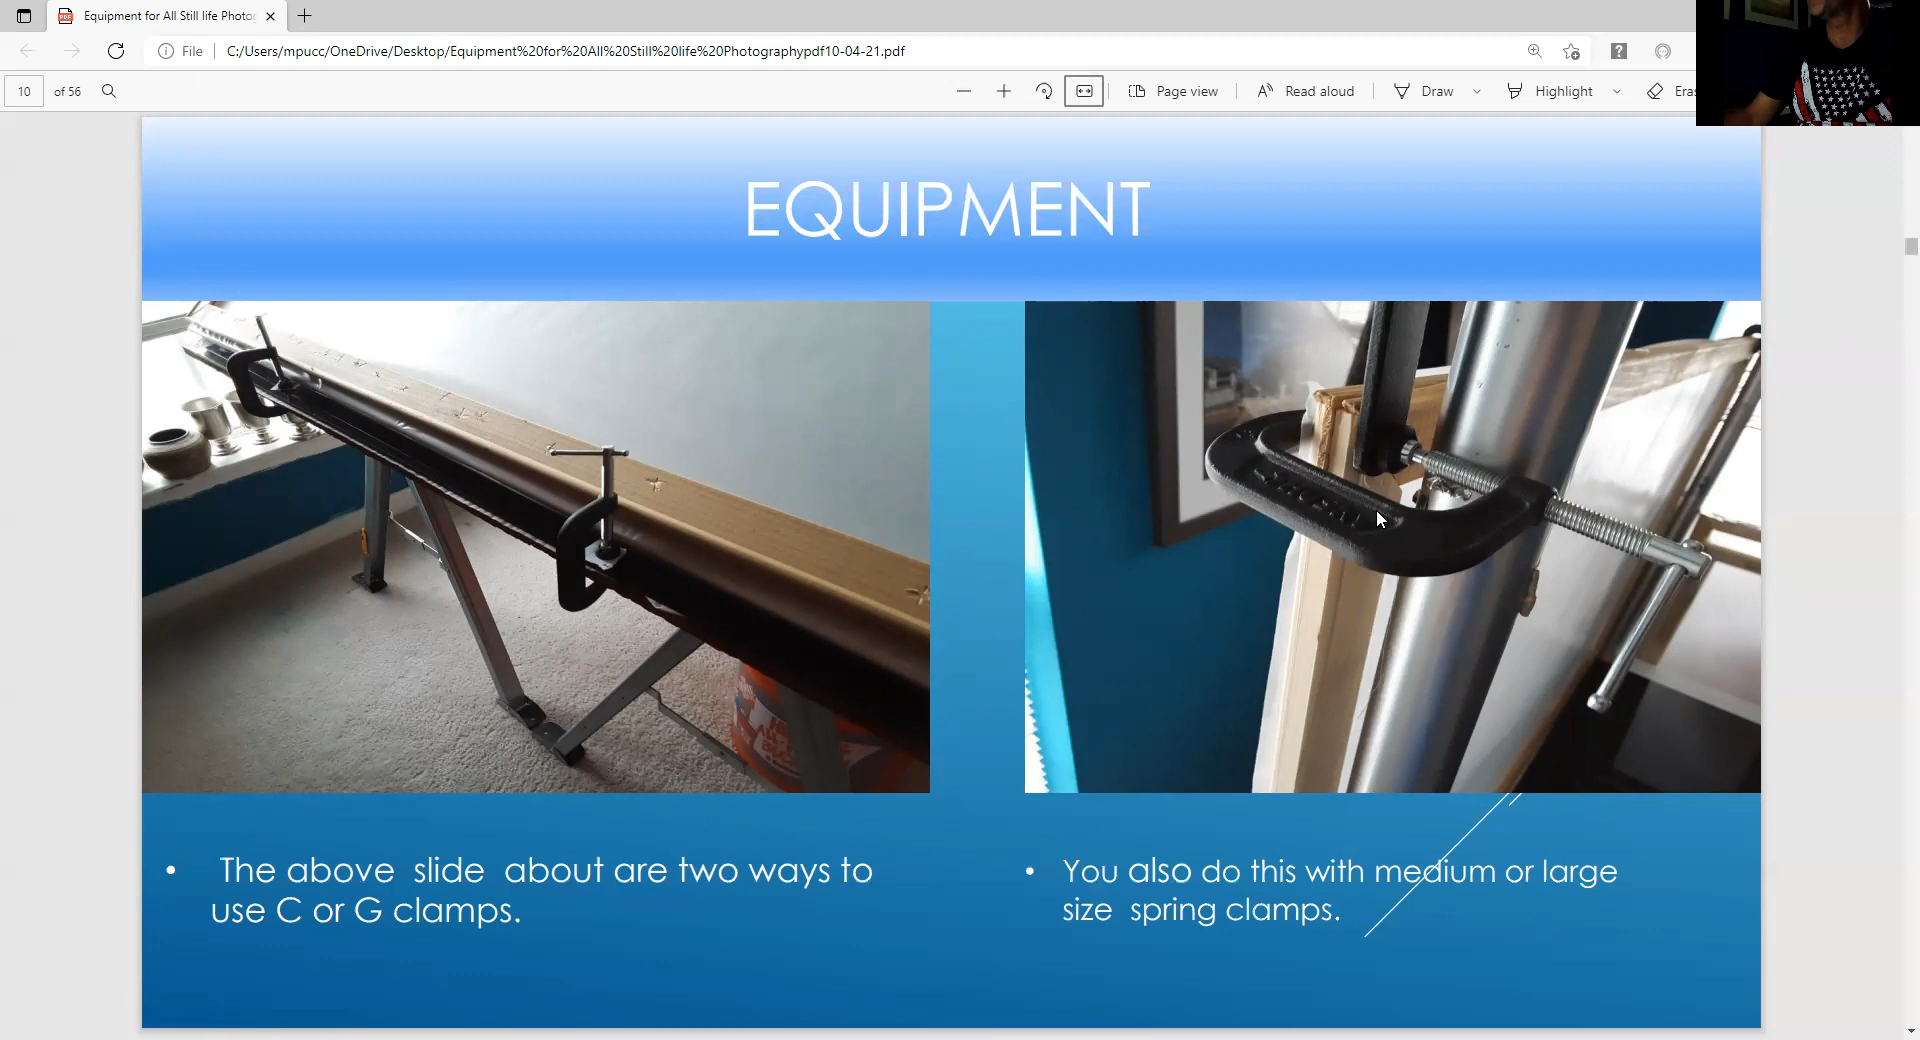 Equipment for All Still life Photo
File
C:/Users/mpucc/OneDrive/Desktop/Equipment%20for%20All%20Still%20life%20Photographypdf10-04-21.pdf
10 of 56
Page view
Read aloud
Draw
Highlight
Eras
EQUIPMENT
• The above slide about are two ways to
use C or G clamps.
• You also do this with medium or large
size spring clamps.